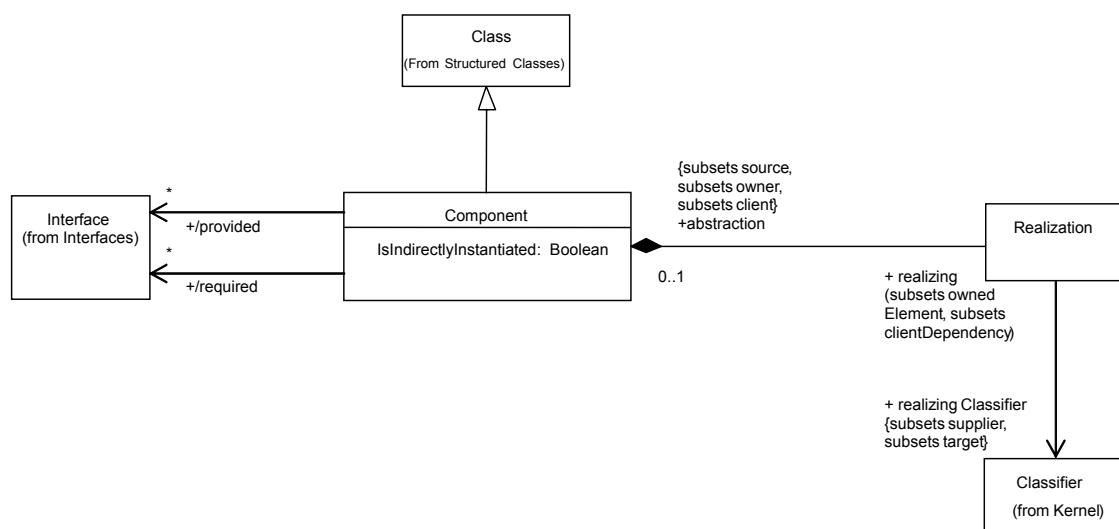 Class
(From Structured Classes)
{subsets source,
subsets owner,
subsets client}
+abstraction
*
Interface
(from Interfaces)
+/provided
*
+/required
Component
IsIndirectlyInstantiated: Boolean
0..1
Realization
+ realizing
(subsets owned
Element, subsets
clientDependency)
+ realizing Classifier
{subsets supplier,
subsets target}
Classifier
(from Kernel)